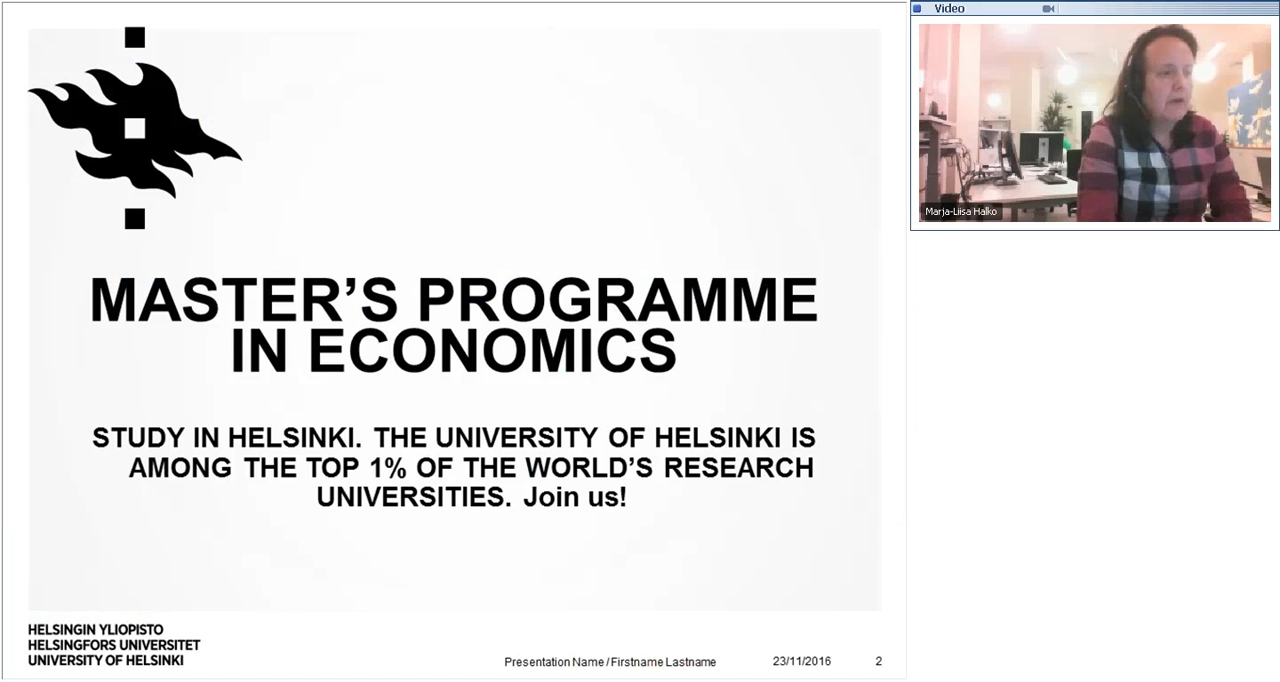 MASTER’S PROGRAMME
IN ECONOMICS
STUDY IN HELSINKI. THE UNIVERSITY OF HELSINKI IS
AMONG THE TOP 1% OF THE WORLD’S RESEARCH
UNIVERSITIES. Join us!
HELSINGIN YLIOPISTO
HELSINGFORS UNIVERSITET
UNIVERSITY OF HELSINKI
Presentation Name / Firstname Lastname
23/11/2016
2
Video
Marja-Liisa Halko